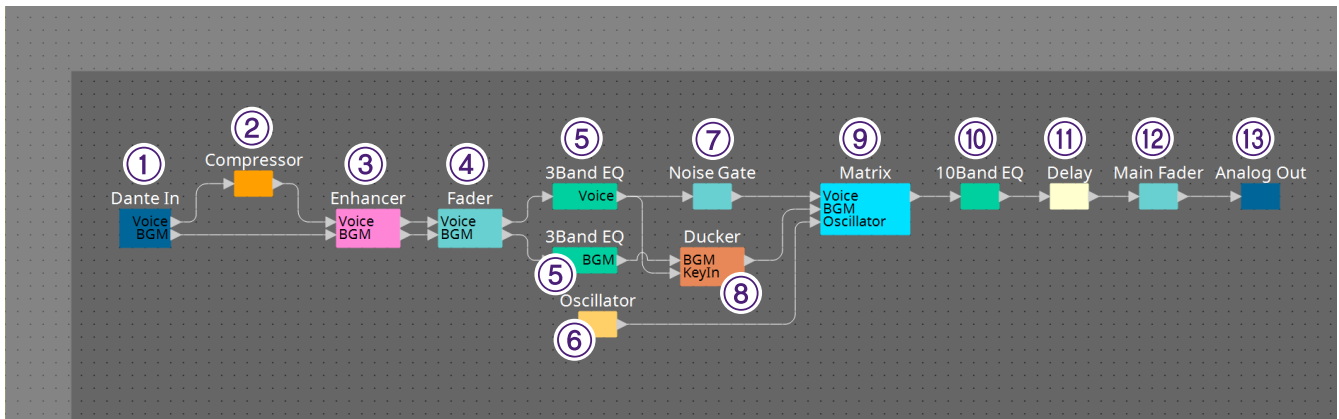 ①
Dante In
Voice
BGM
②
Compressor
③
Enhancer
Voice
BGM
④
Fader
Voice
BGM
⑤
3Band EQ
Voice
3Band EQ
BGM
⑤
Oscillator
⑥
⑦
Noise Gate
Ducker
BGM
KeyIn
⑧
⑨
Matrix
Voice
BGM
Oscillator
⑩
10Band EQ
⑪
Delay
⑫
Main Fader
⑬
Analog Out